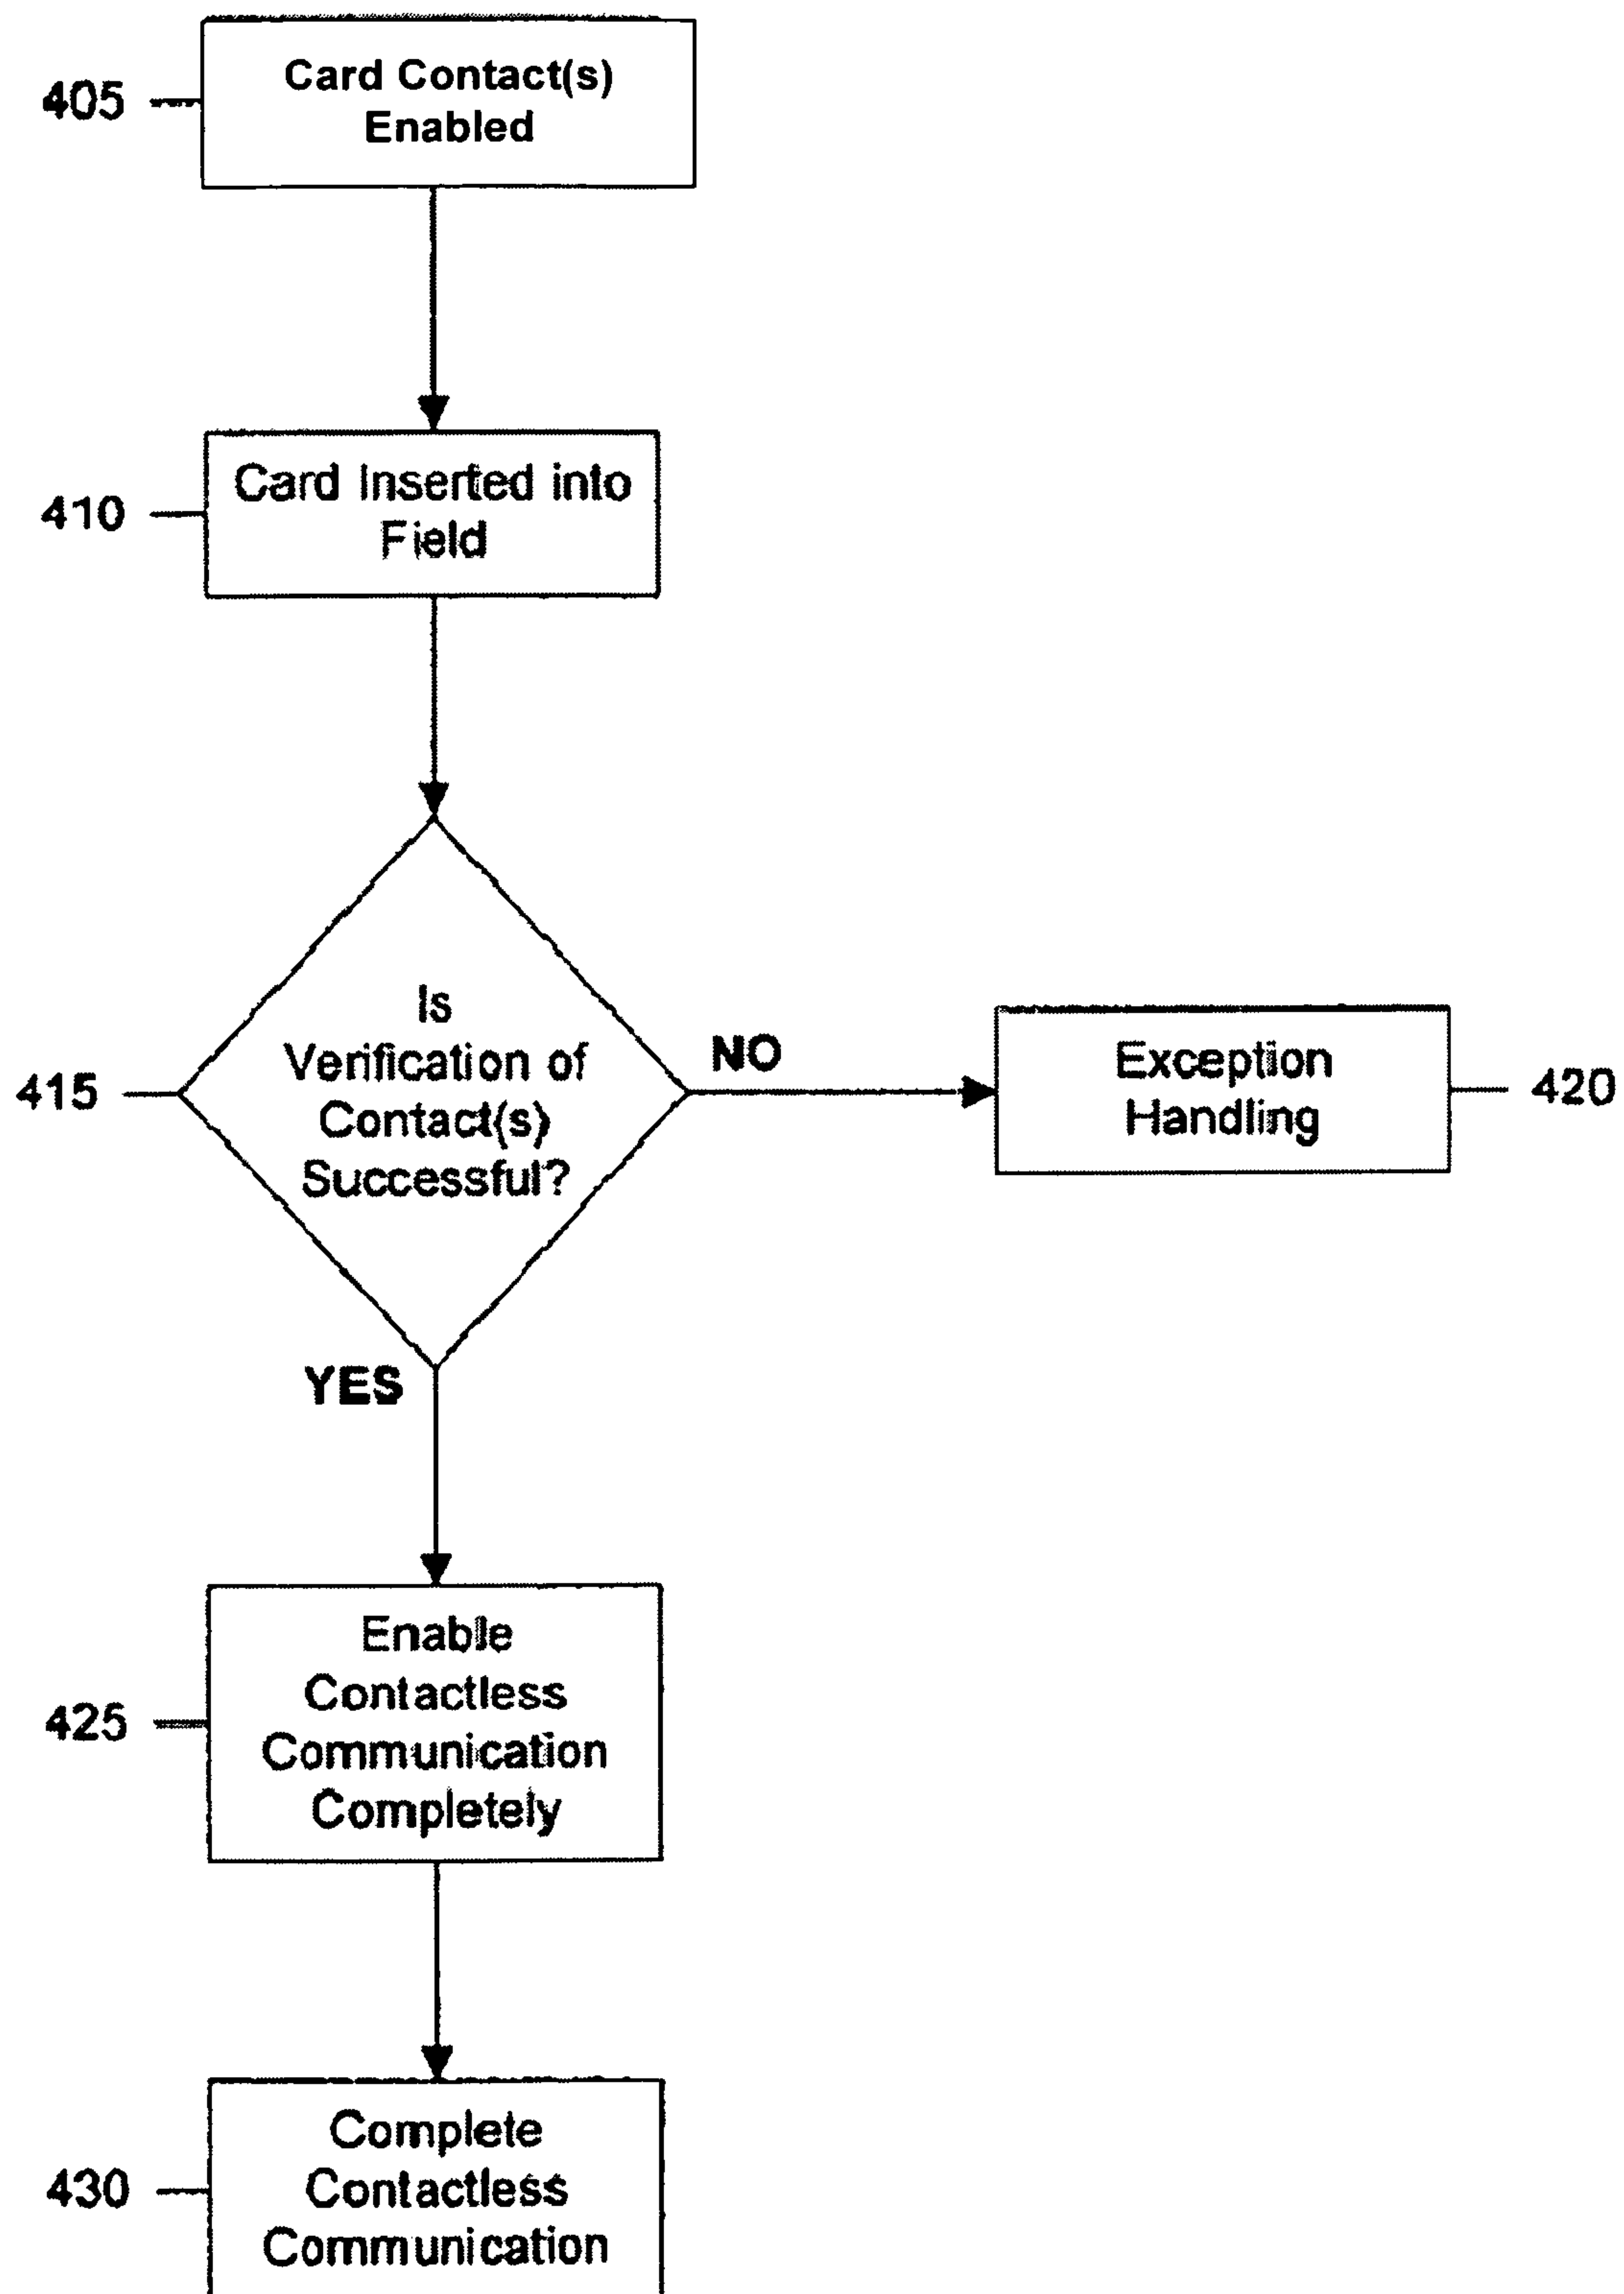 405
Card Contact(s)
Enabled
410
Card Inserted into
Field
415
Is
Verification of
Contact(s)
Successful?
NO
Exception
Handling
420
YES
425
Enable
Contactless
Communication
Completely
430
Complete
Contactless
Communication